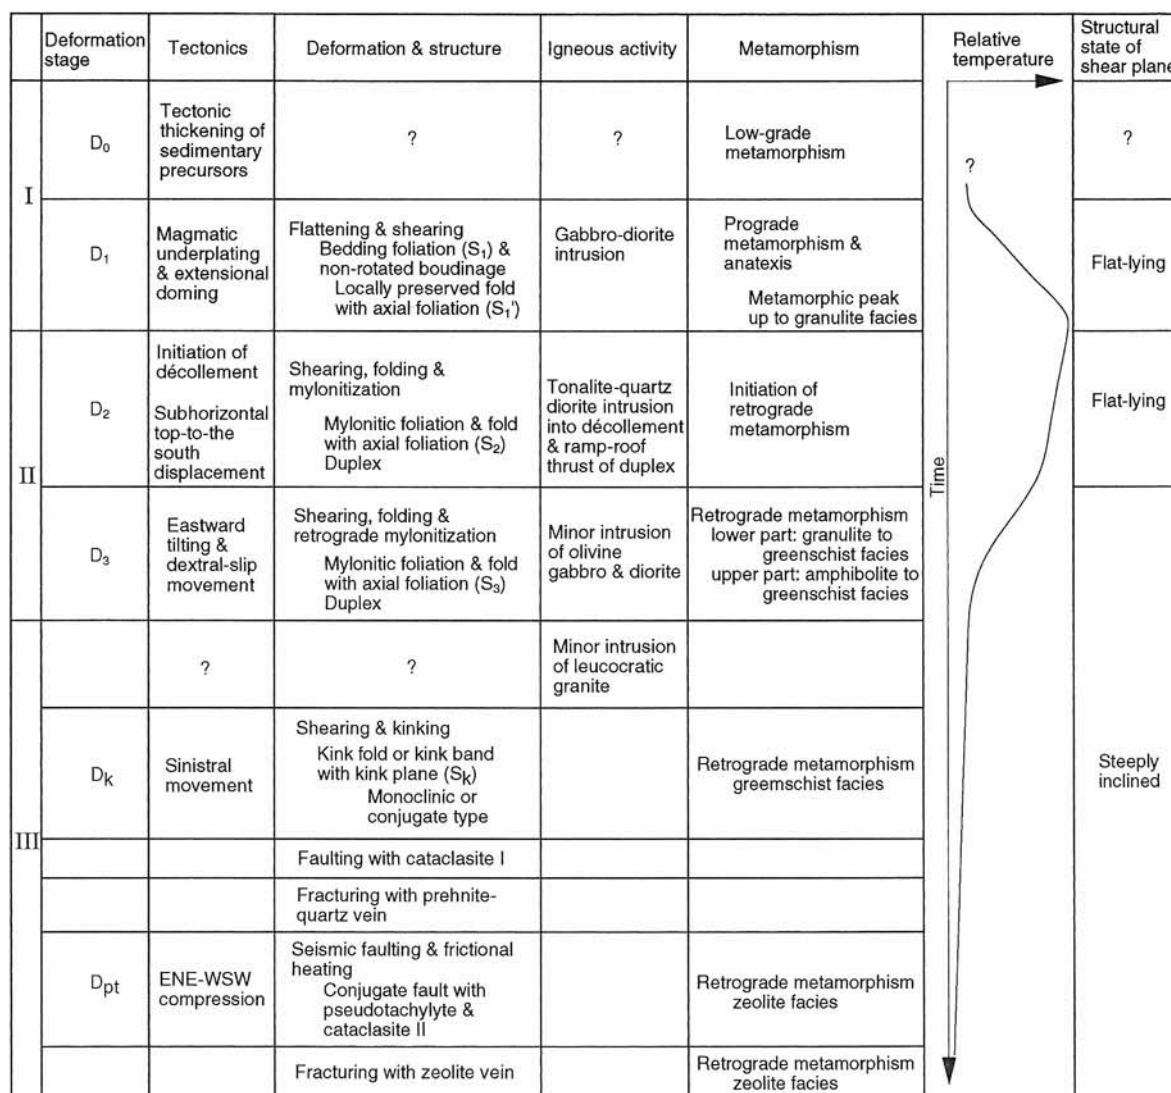 Deformation
stage
Tectonics
Deformation & structure
Igneous activity
Metamorphism
Relative
temperature
Structural
state of
shear plane
I
D0
Tectonic
thickening of
sedimentary
precursors
?
?
Low-grade
metamorphism
?
?
D1
Magmatic
underplating
& extensional
doming
Flattening & shearing
Bedding foliation (S1) &
non-rotated boudinage
Locally preserved fold
with axial foliation (S1')
Gabbro-diorite
intrusion
Prograde
metamorphism &
anatexis
Metamorphic peak
up to granulite facies
Flat-lying
II
D2
Initiation of
décollement
Subhorizontal
top-to-the
south
displacement
Shearing, folding &
mylonitization
Mylonitic foliation & fold
with axial foliation (S2)
Duplex
Tonalite-quartz
diorite intrusion
into décollement
& ramp-roof
thrust of duplex
Initiation of
retrograde
metamorphism
Time
Flat-lying
D3
Eastward
tilting &
dextral-slip
movement
Shearing, folding &
retrograde mylonitization
Mylonitic foliation & fold
with axial foliation (S3)
Duplex
Minor intrusion
of olivine
gabbro & diorite
Retrograde metamorphism
lower part: granulite to
greenschist facies
upper part: amphibolite to
greenschist facies
III
?
?
Minor intrusion
of leucocratic
granite
Dk
Sinistral
movement
Shearing & kinking
Kink fold or kink band
with kink plane (Sk)
Monoclinic or
conjugate type
Retrograde metamorphism
greemschist facies
Steeply
inclined
Faulting with cataclasite I
Fracturing with prehnite-
quartz vein
Dpt
ENE-WSW
compression
Seismic faulting & frictional
heating
Conjugate fault with
pseudotachylyte &
cataclasite II
Retrograde metamorphism
zeolite facies
Fracturing with zeolite vein
Retrograde metamorphism
zeolite facies